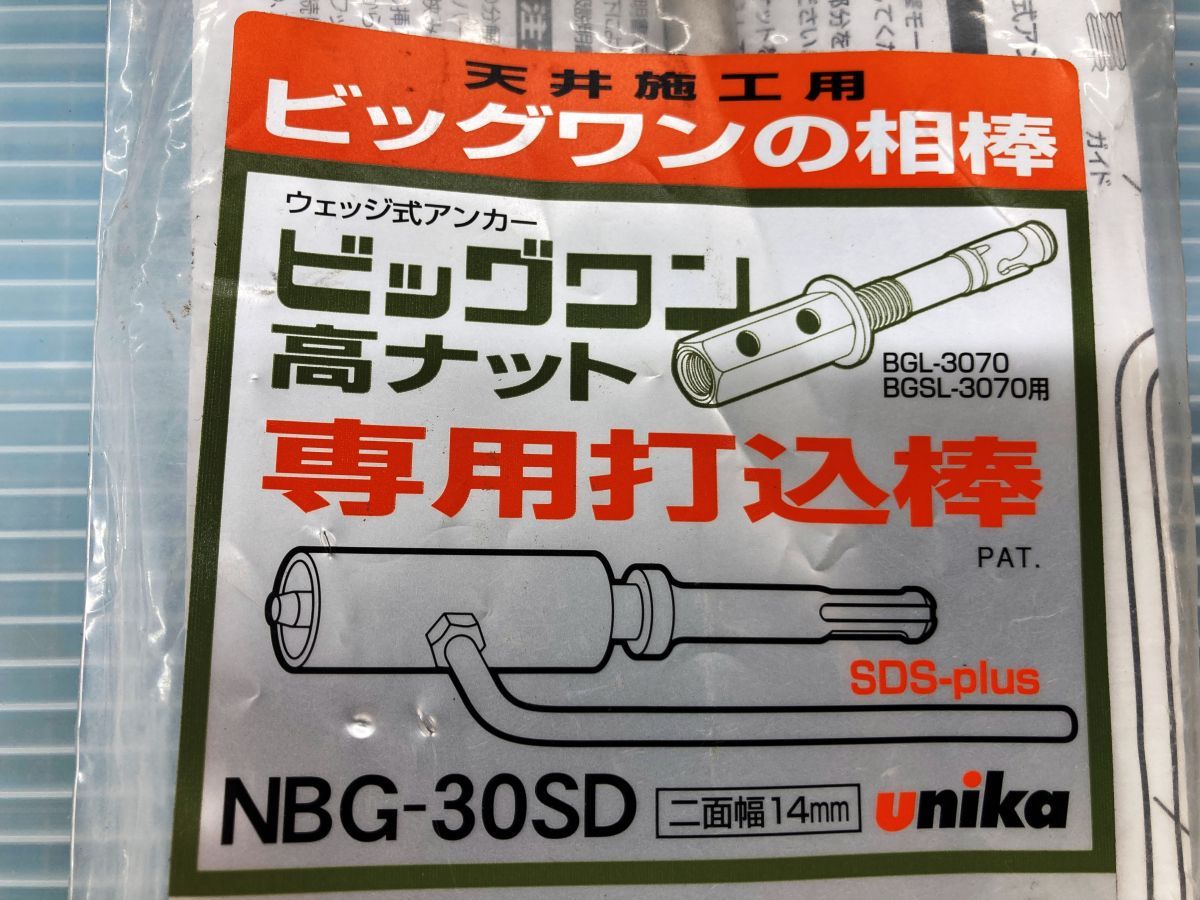 天井施工用
ビッグワンの相棒
ウェッジ式アンカー
ビッグワン
高ナット
BGL-3070
BGSL-3070用
専用打込棒
PAT.
SDS-plus
NBG-30SD
二面幅14mm
unika
ガイド